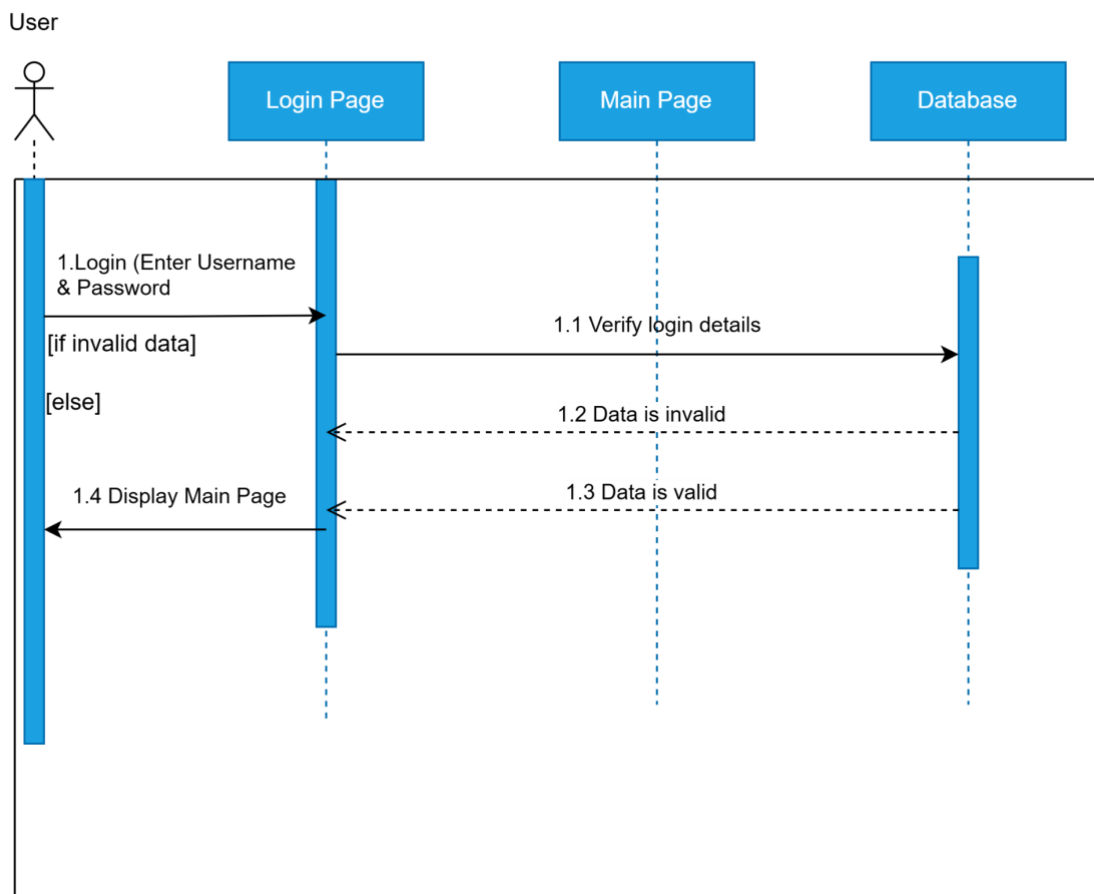 User
Login Page
Main Page
Database
1.Login (Enter Username
& Password
1.1 Verify login details
[if invalid data]
[else]
1.2 Data is invalid
1.3 Data is valid
1.4 Display Main Page